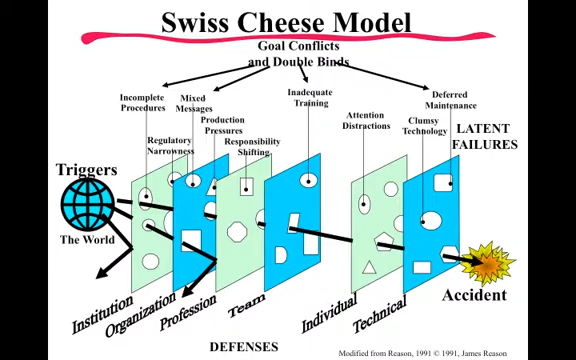 Swiss Cheese Model
Goal Conflicts
and Double Binds
Incomplete
Procedures
Mixed
Messages
Inadequate
Training
Deferred
Maintenance
Production
Pressures
Attention
Distractions
Clumsy
Technology
LATENT
FAILURES
Regulatory
Narrowness
Responsibility
Shifting
Triggers
The World
Institution
Organization
Profession
Team
Individual
Technical
Accident
DEFENSES
Modified from Reason, 1991 © 1991, James Reason